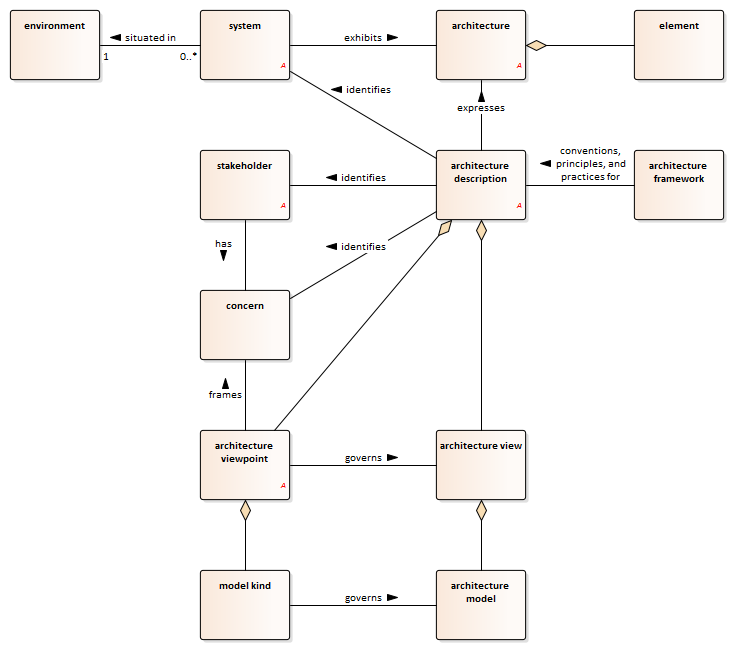 environment
situated in
1
0..*
system
A
exhibits
architecture
A
element
identifies
expresses
stakeholder
A
identifies
architecture
description
A
conventions,
principles, and
practices for
architecture
framework
has
identifies
concern
frames
architecture
viewpoint
A
governs
architecture view
model kind
governs
architecture
model